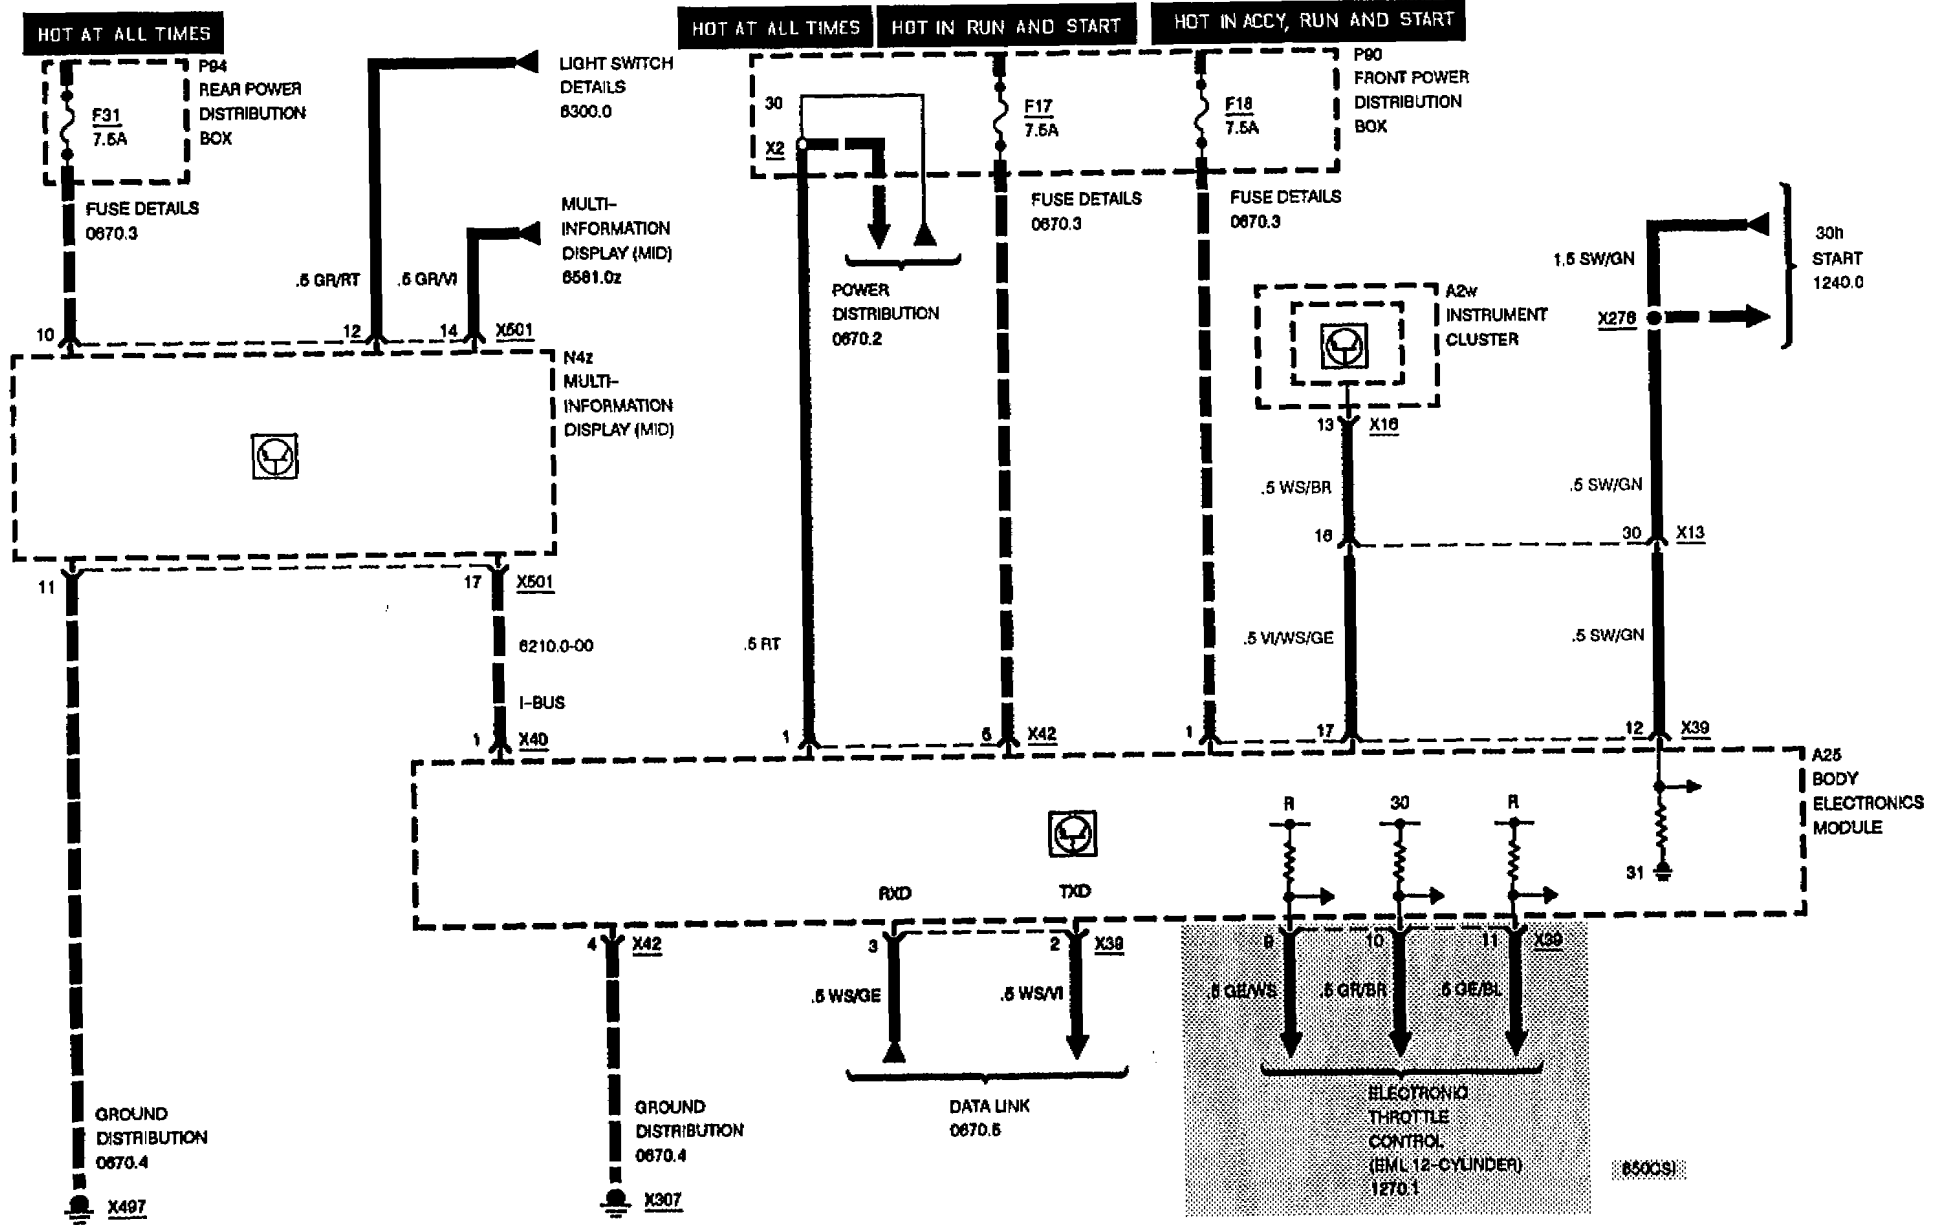 HOT AT ALL TIMES
HOT AT ALL TIMES
HOT IN RUN AND START
HOT IN ACCY, RUN AND START
P94
REAR POWER
DISTRIBUTION
BOX
F31
7.5A
FUSE DETAILS
0670.3
LIGHT SWITCH
DETAILS
6300.0
MULTI-
INFORMATION
DISPLAY (MID)
6581.0z
.5 GR/RT
.5 GR/VI
10
12
14
X501
N4z
MULTI-
INFORMATION
DISPLAY (MID)
11
17
X501
6210.0-00
I-BUS
1
X40
30
X2
F17
7.5A
F18
7.5A
P90
FRONT POWER
DISTRIBUTION
BOX
FUSE DETAILS
0670.3
FUSE DETAILS
0670.3
POWER
DISTRIBUTION
0670.2
A2w
INSTRUMENT
CLUSTER
13
X16
1.5 SW/GN
30h
START
1240.0
X276
.5 WS/BR
.5 SW/GN
16
30
X13
.5 RT
.5 VI/WS/GE
.5 SW/GN
1
6
X42
1
17
12
X39
A25
BODY
ELECTRONICS
MODULE
R
30
R
31
RXD
TXD
4
X42
3
2
X39
9
10
11
X39
.5 WS/GE
.5 WS/VI
.5 GE/WS
.5 GR/BR
.5 GE/BL
DATA LINK
0670.5
ELECTRONIC
THROTTLE
CONTROL
(EML 12-CYLINDER)
1270.1
850CSI
GROUND
DISTRIBUTION
0670.4
X497
GROUND
DISTRIBUTION
0670.4
X307